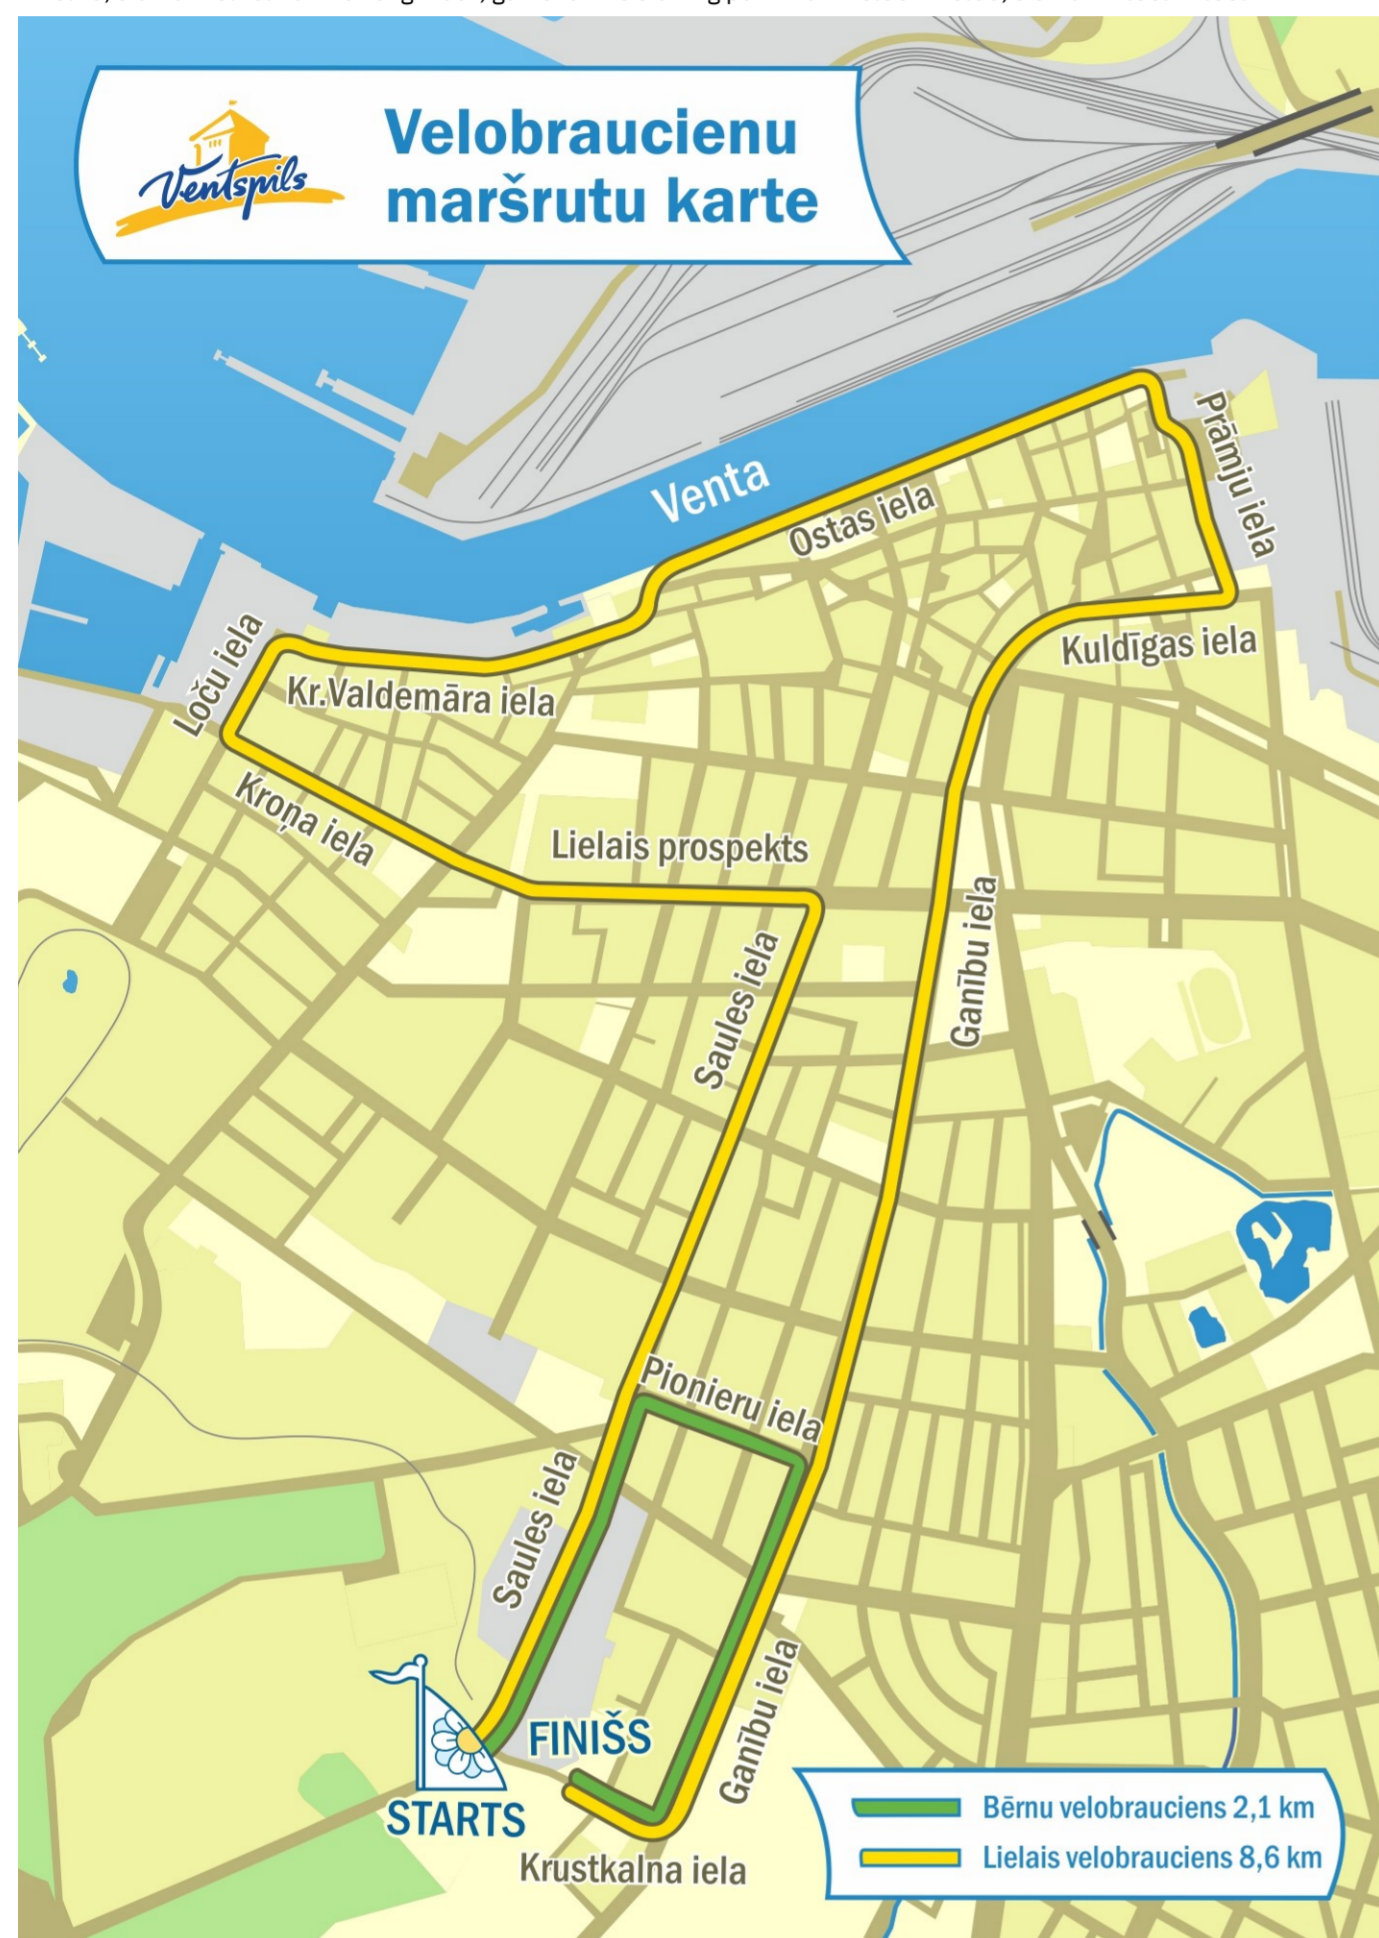 Ventspils
Velobraucienu
maršrutu karte
Venta
Ostas iela
Prāmju iela
Kuldīgas iela
Loču iela
Kr.Valdemāra iela
Kroņa iela
Lielais prospekts
Saules iela
Ganību iela
Pionieru iela
Saules iela
Ganību iela
FINIŠS
STARTS
Krustkalna iela
Bērnu velobrauciens 2,1 km
Lielais velobrauciens 8,6 km